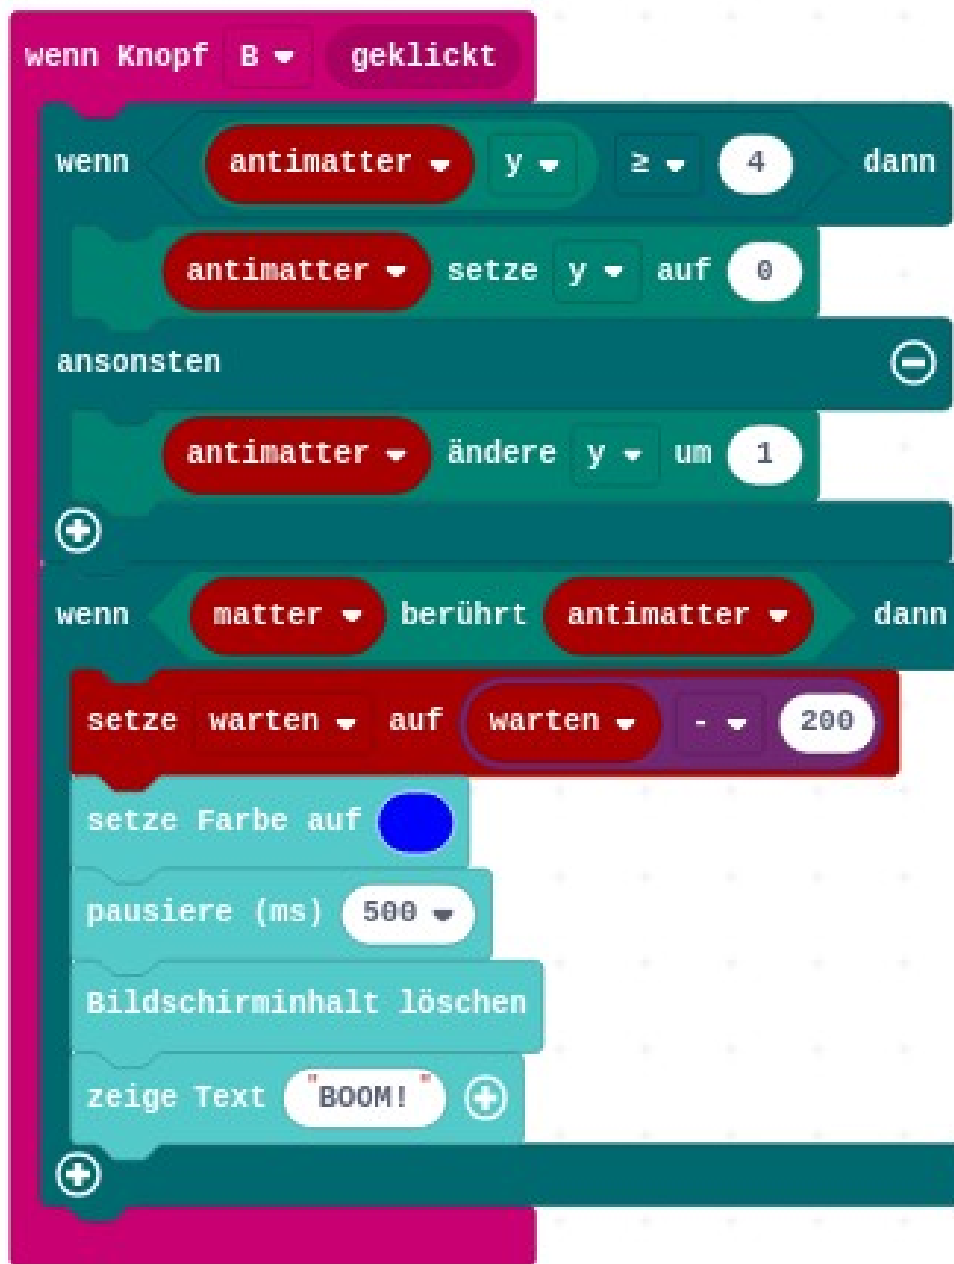 wenn Knopf B geklickt
wenn antimatter y ≥ 4 dann
antimatter setze y auf 0
ansonsten
antimatter ändere y um 1
wenn matter berührt antimatter dann
setze warten auf warten - 200
setze Farbe auf
pausiere (ms) 500
Bildschirminhalt löschen
zeige Text "BOOM! "